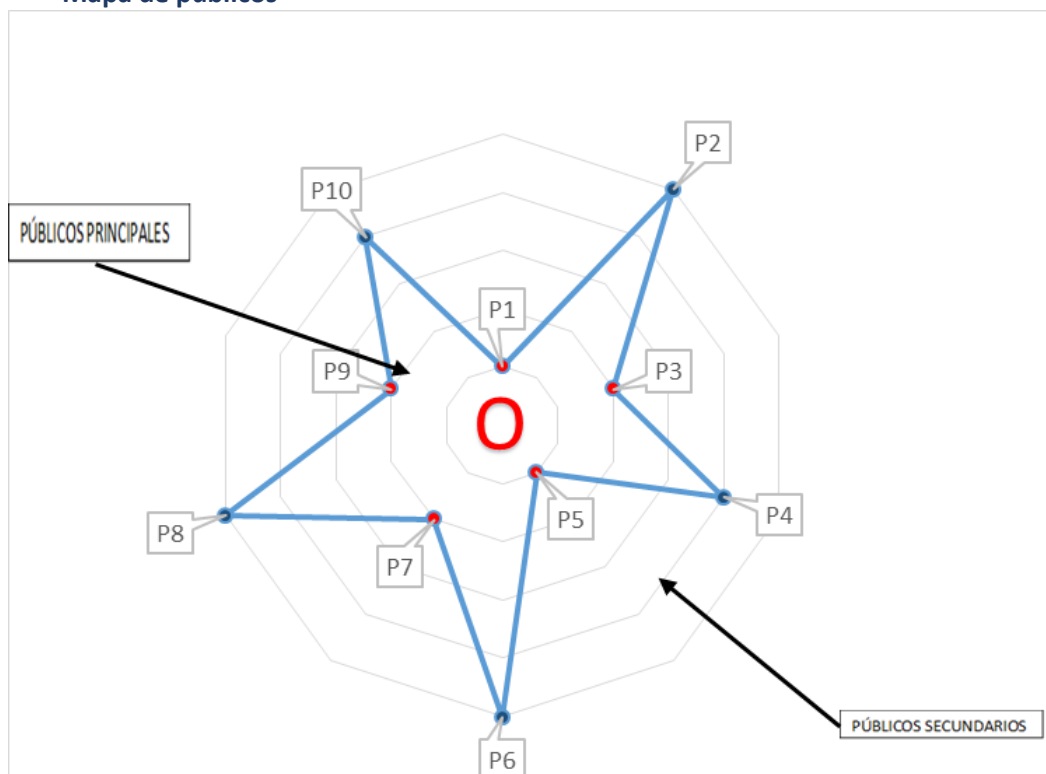 Mapa de públicos
P2
P10
PÚBLICOS PRINCIPALES
P1
P9
P3
O
P8
P5
P4
P7
PÚBLICOS SECUNDARIOS
P6